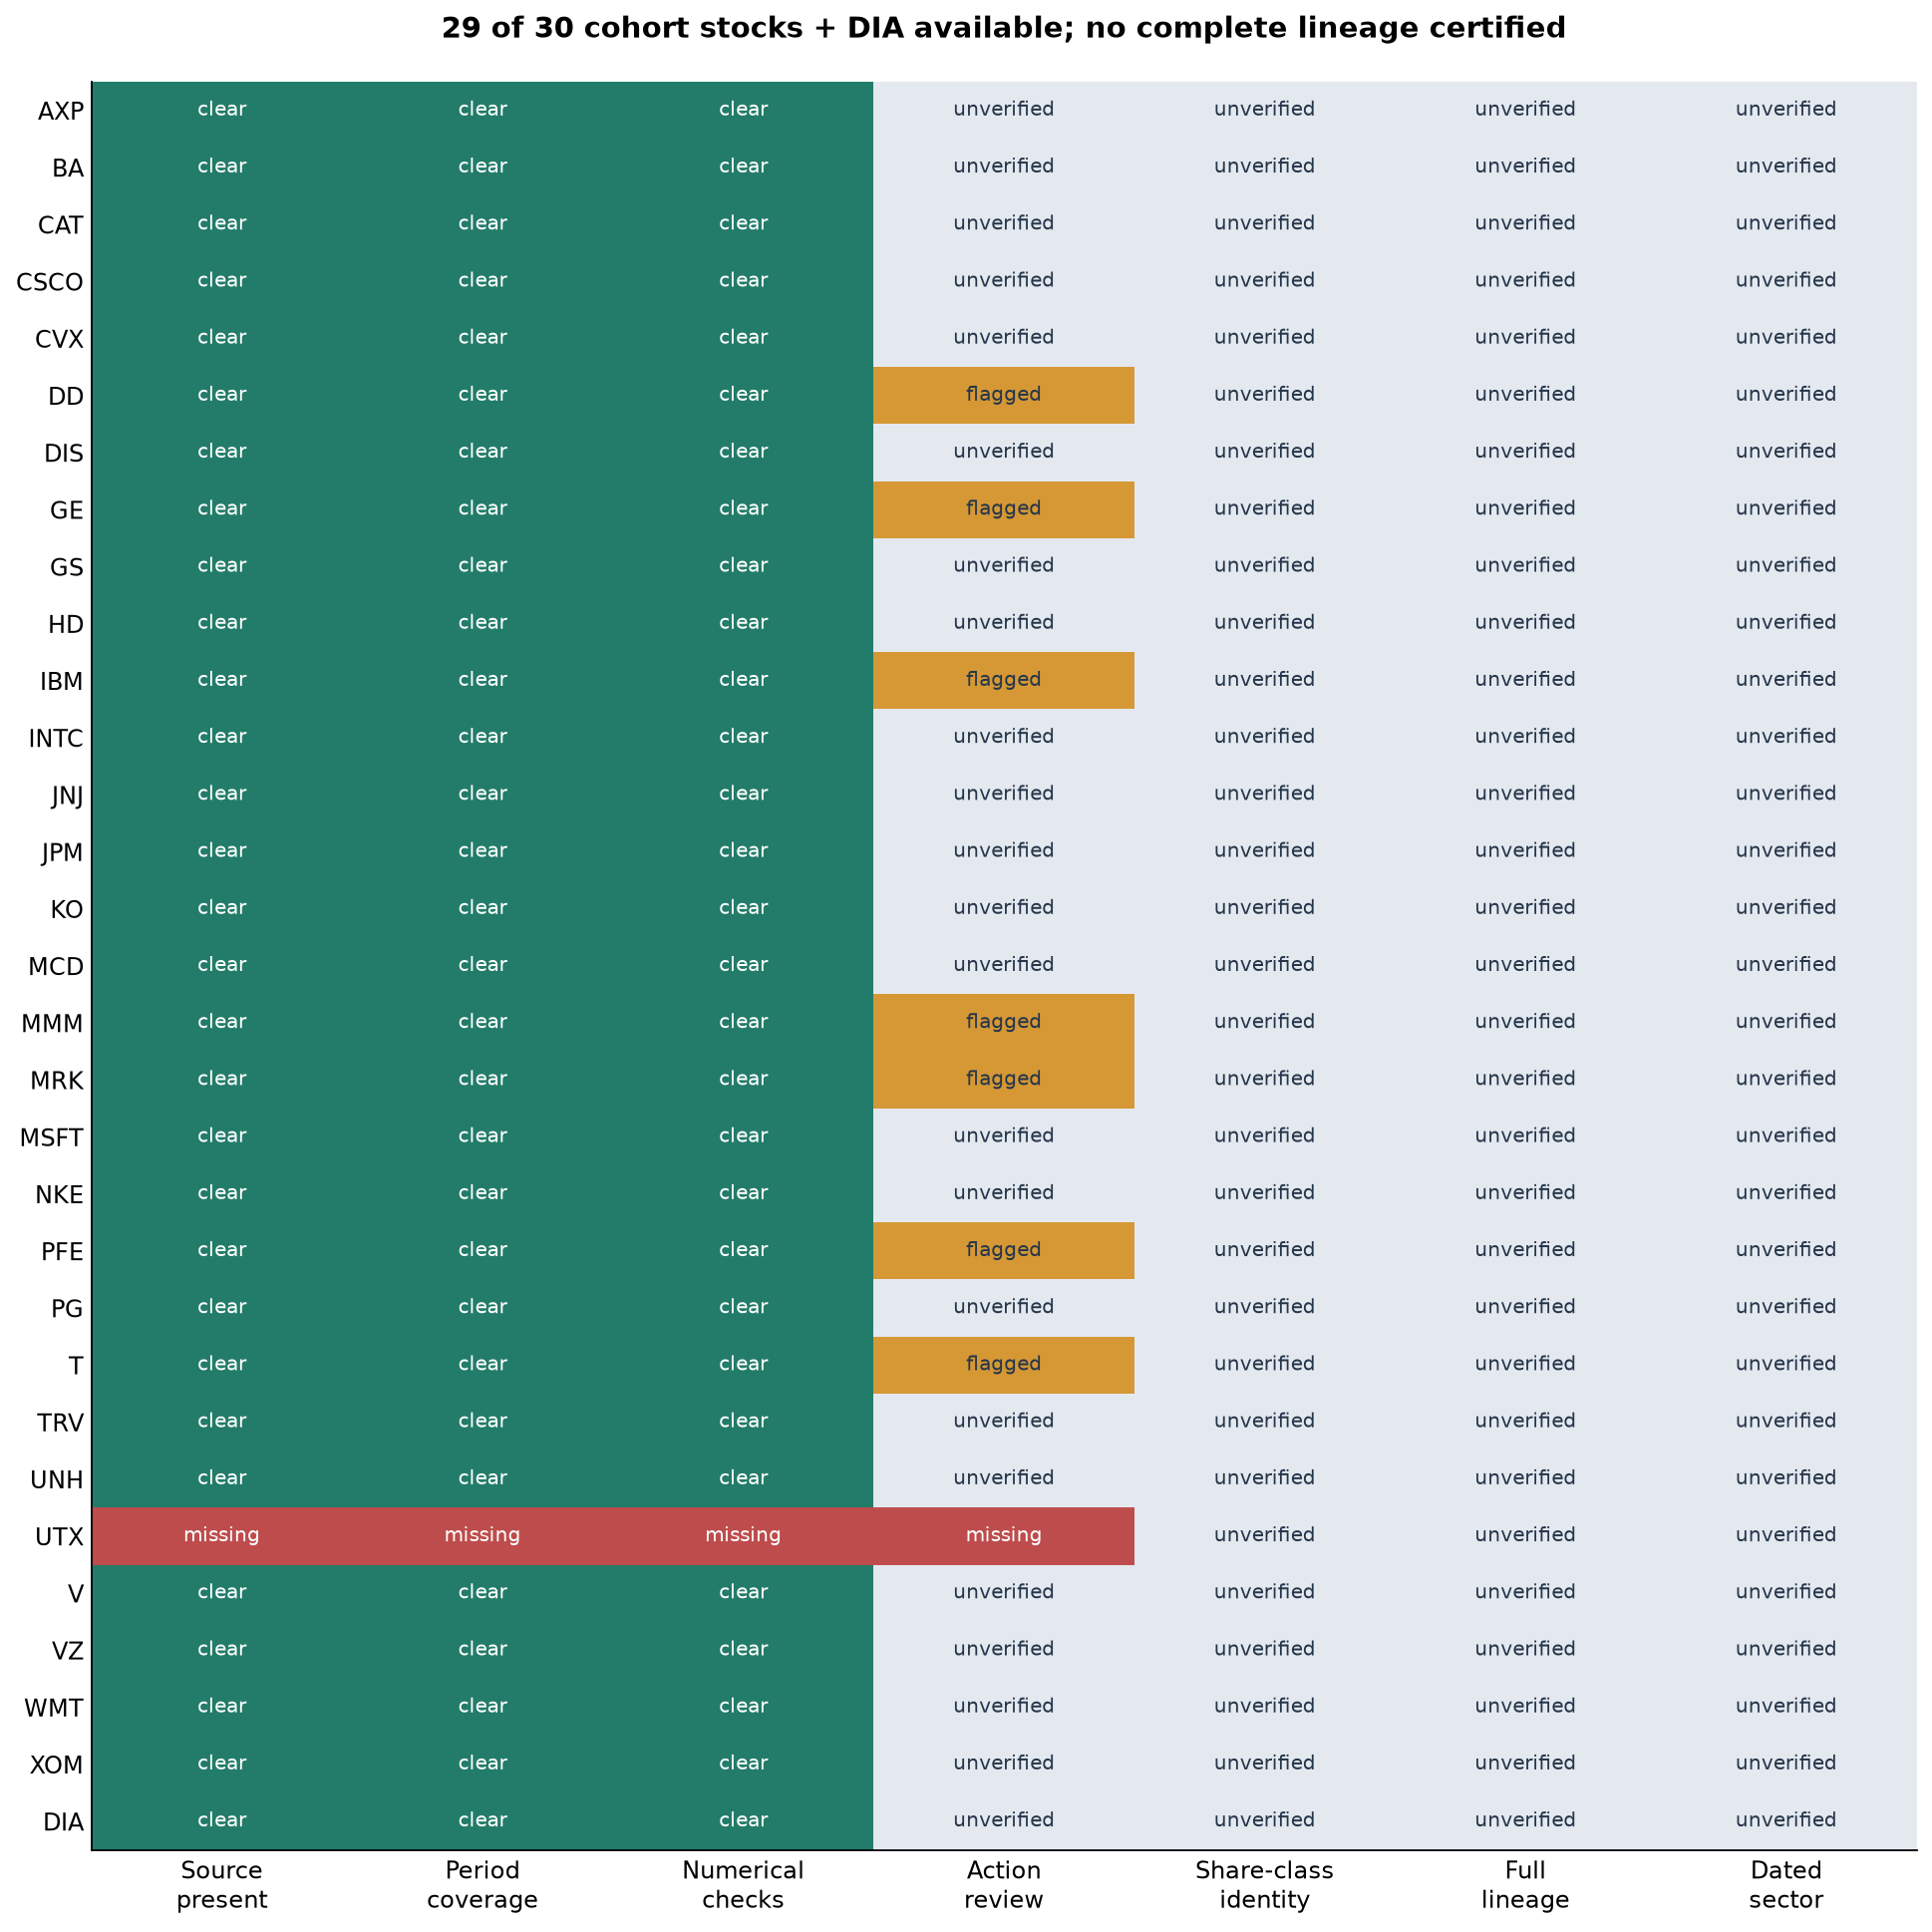 29 of 30 cohort stocks + DIA available; no complete lineage certified
AXP clear clear clear unverified unverified unverified unverified
BA clear clear clear unverified unverified unverified unverified
CAT clear clear clear unverified unverified unverified unverified
CSCO clear clear clear unverified unverified unverified unverified
CVX clear clear clear unverified unverified unverified unverified
DD clear clear clear flagged unverified unverified unverified
DIS clear clear clear unverified unverified unverified unverified
GE clear clear clear flagged unverified unverified unverified
GS clear clear clear unverified unverified unverified unverified
HD clear clear clear unverified unverified unverified unverified
IBM clear clear clear flagged unverified unverified unverified
INTC clear clear clear unverified unverified unverified unverified
JNJ clear clear clear unverified unverified unverified unverified
JPM clear clear clear unverified unverified unverified unverified
KO clear clear clear unverified unverified unverified unverified
MCD clear clear clear unverified unverified unverified unverified
MMM clear clear clear flagged unverified unverified unverified
MRK clear clear clear flagged unverified unverified unverified
MSFT clear clear clear unverified unverified unverified unverified
NKE clear clear clear unverified unverified unverified unverified
PFE clear clear clear flagged unverified unverified unverified
PG clear clear clear unverified unverified unverified unverified
T clear clear clear flagged unverified unverified unverified
TRV clear clear clear unverified unverified unverified unverified
UNH clear clear clear unverified unverified unverified unverified
UTX missing missing missing missing unverified unverified unverified
V clear clear clear unverified unverified unverified unverified
VZ clear clear clear unverified unverified unverified unverified
WMT clear clear clear unverified unverified unverified unverified
XOM clear clear clear unverified unverified unverified unverified
DIA clear clear clear unverified unverified unverified unverified
Source Period Numerical Action Share-class Full Dated
present coverage checks review identity lineage sector